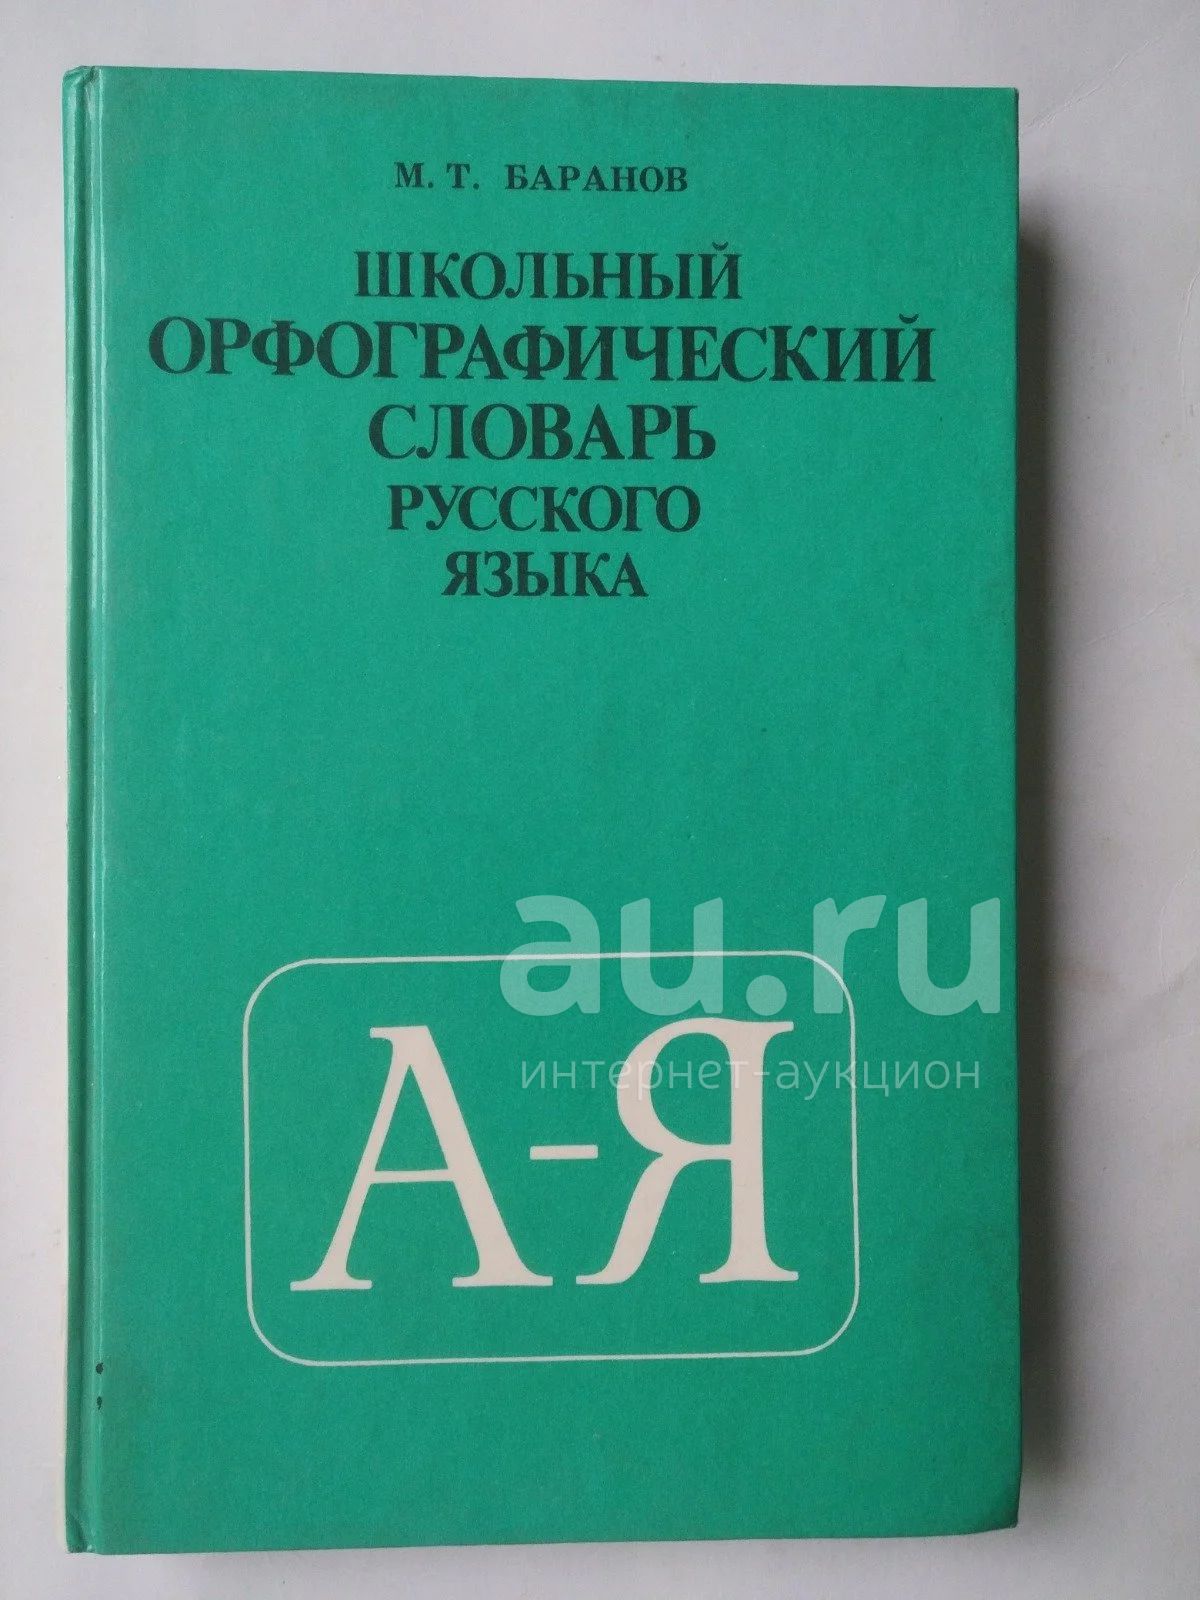 М. Т. БАРАНОВ
ШКОЛЬНЫЙ
ОРФОГРАФИЧЕСКИЙ
СЛОВАРЬ
РУССКОГО
ЯЗЫКА
au.ru
интернет-аукцион
А-Я